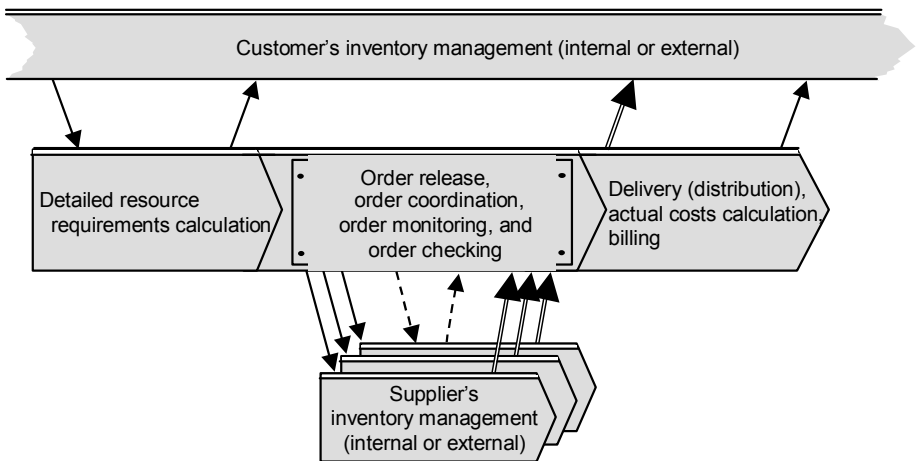 Customer’s inventory management (internal or external)
Detailed resource
requirements calculation
Order release,
order coordination,
order monitoring, and
order checking
Delivery (distribution),
actual costs calculation,
billing
Supplier’s
inventory management
(internal or external)